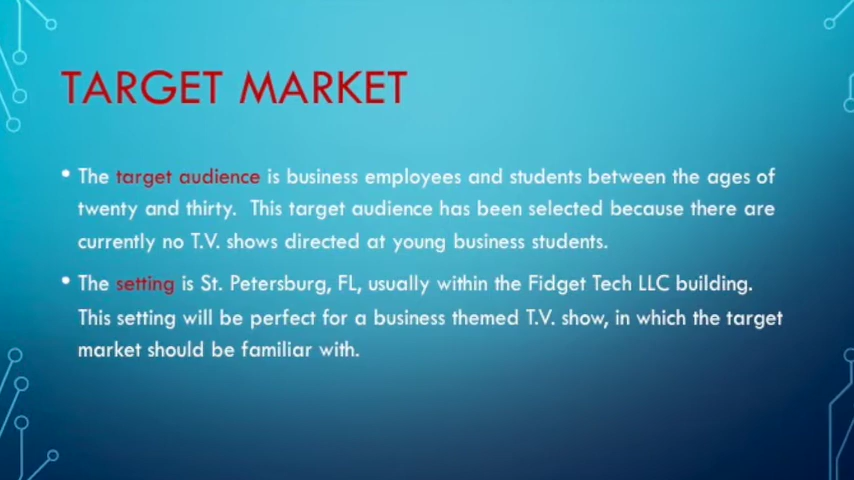 TARGET MARKET
• The target audience is business employees and students between the ages of
twenty and thirty.  This target audience has been selected because there are
currently no T.V. shows directed at young business students.
• The setting is St. Petersburg, FL, usually within the Fidget Tech LLC building.
This setting will be perfect for a business themed T.V. show, in which the target
market should be familiar with.